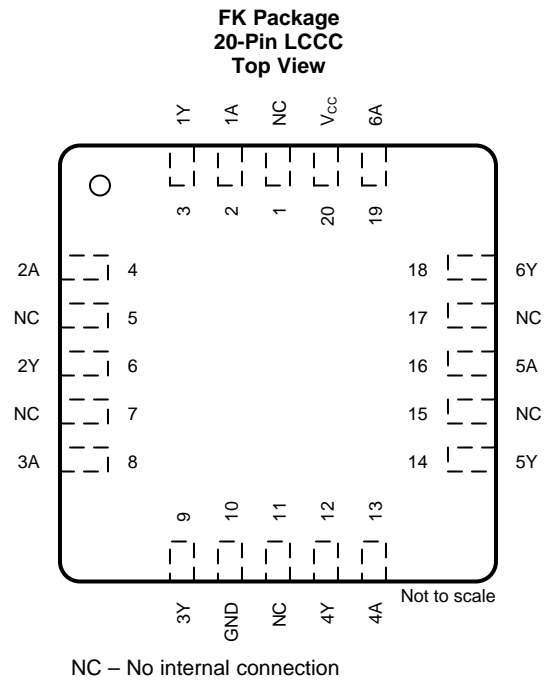 FK Package
20-Pin LCCC
Top View
1Y 1A NC VCC 6A
3 2 1 20 19
2A 4 18 6Y
NC 5 17 NC
2Y 6 16 5A
NC 7 15 NC
3A 8 14 5Y
9 10 11 12 13
3Y GND NC 4Y 4A
Not to scale
NC – No internal connection